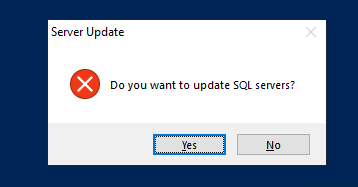 Server Update
Do you want to update SQL servers?
Yes
No